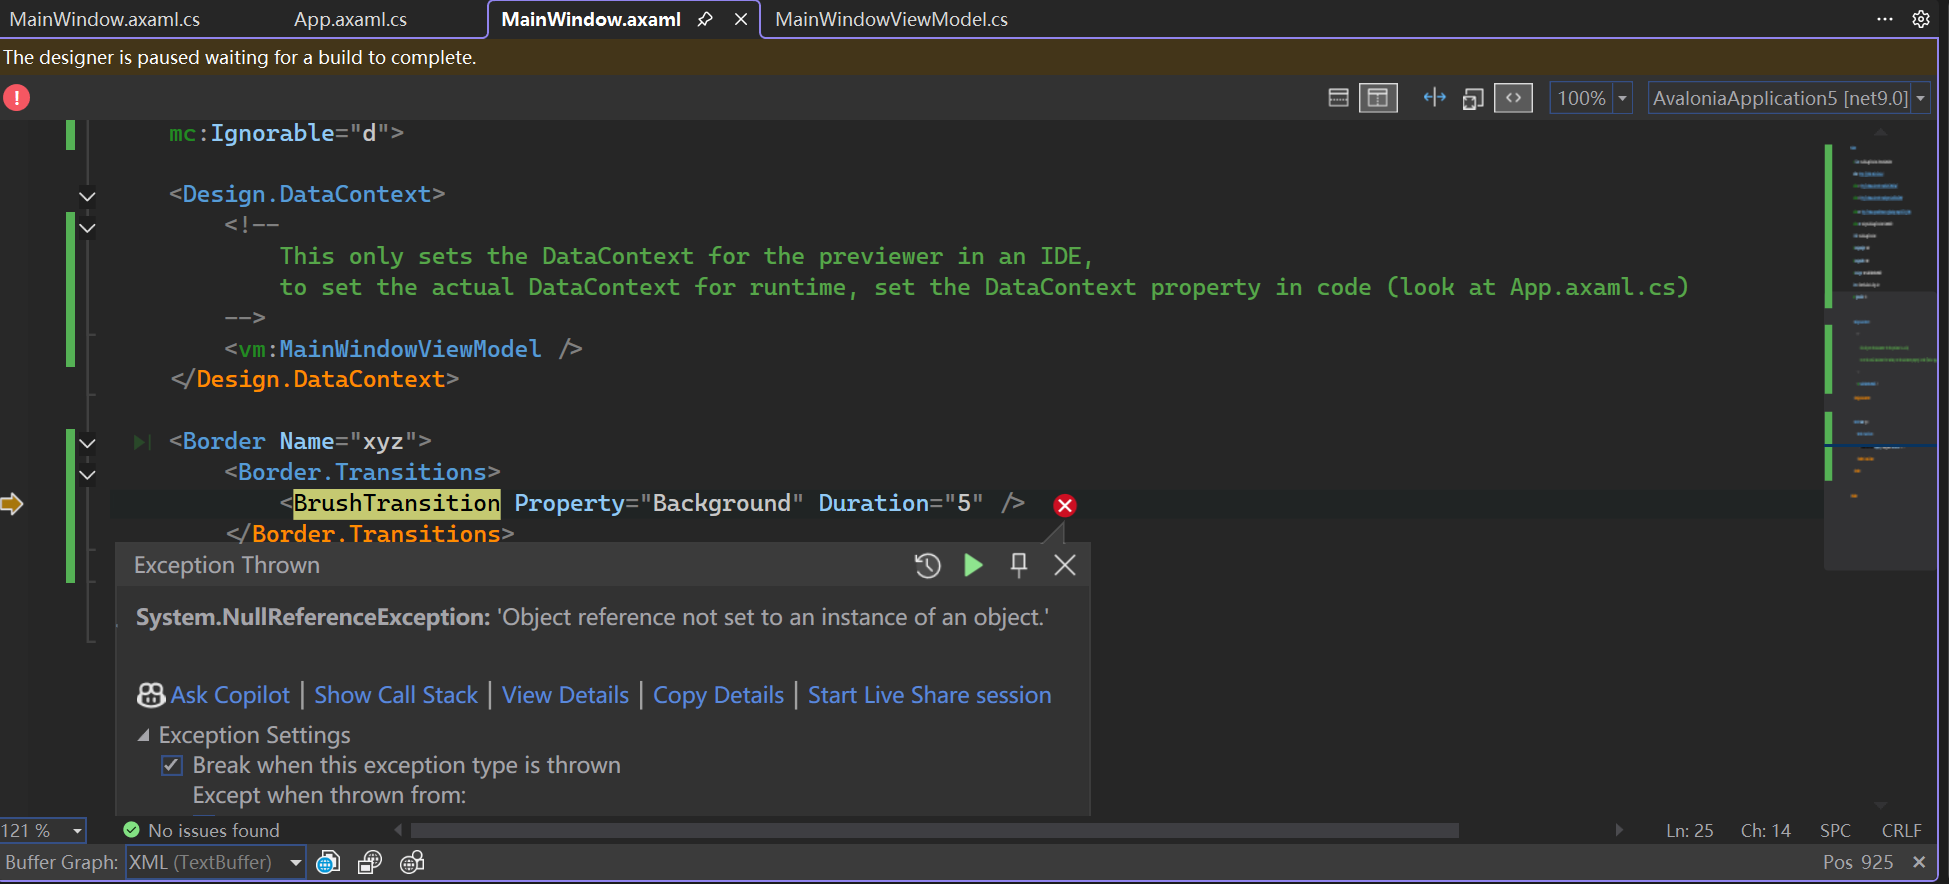 MainWindow.axaml.cs App.axaml.cs MainWindow.axaml MainWindowViewModel.cs
The designer is paused waiting for a build to complete.
100% AvaloniaApplication5 [net9.0]
mc:Ignorable="d">
<Design.DataContext>
<!--
This only sets the DataContext for the previewer in an IDE,
to set the actual DataContext for runtime, set the DataContext property in code (look at App.axaml.cs)
-->
<vm:MainWindowViewModel />
</Design.DataContext>
<Border Name="xyz">
<Border.Transitions>
<BrushTransition Property="Background" Duration="5" />
</Border.Transitions>
Exception Thrown
System.NullReferenceException: 'Object reference not set to an instance of an object.'
Ask Copilot | Show Call Stack | View Details | Copy Details | Start Live Share session
Exception Settings
Break when this exception type is thrown
Except when thrown from:
121 % No issues found Ln: 25 Ch: 14 SPC CRLF
Buffer Graph: XML (TextBuffer) Pos 925